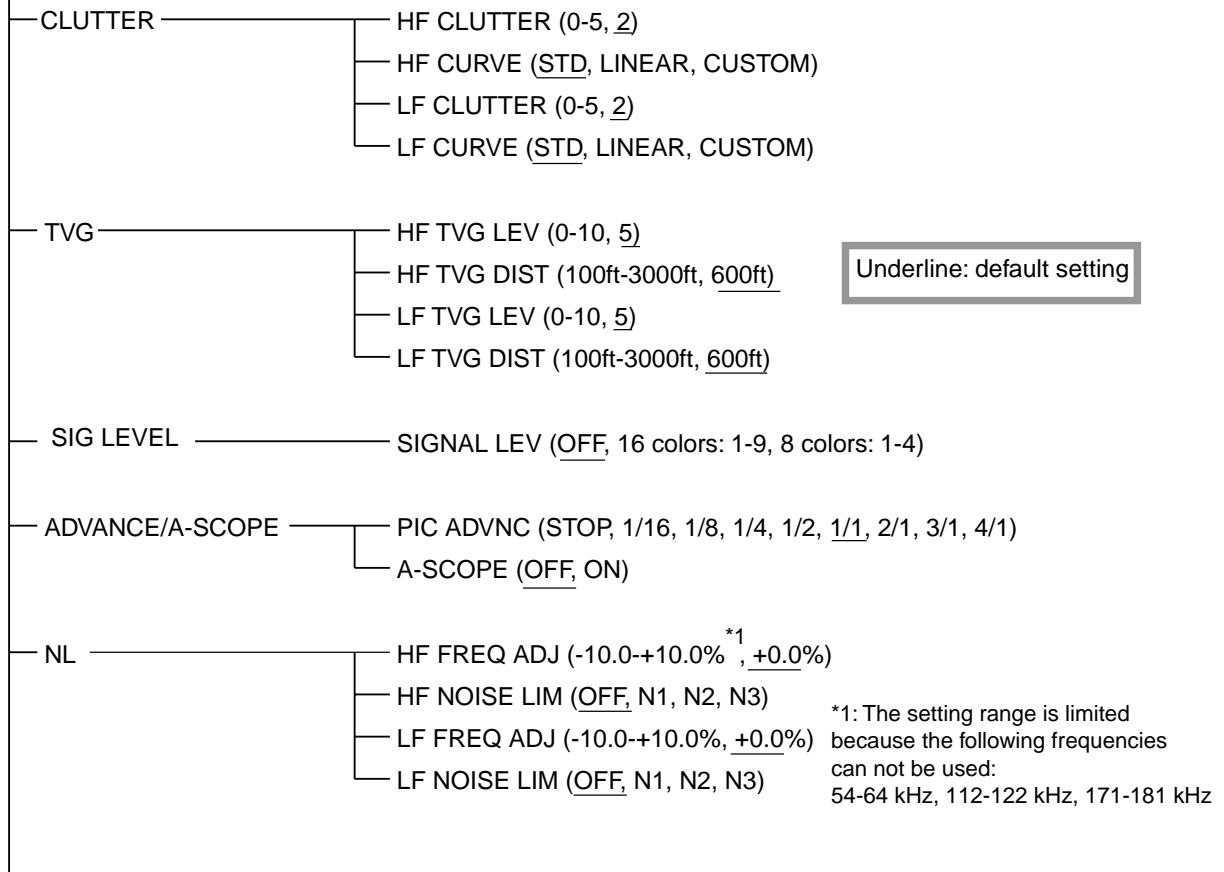 CLUTTER
HF CLUTTER (0-5, 2)
HF CURVE (STD, LINEAR, CUSTOM)
LF CLUTTER (0-5, 2)
LF CURVE (STD, LINEAR, CUSTOM)
TVG
HF TVG LEV (0-10, 5)
HF TVG DIST (100ft-3000ft, 600ft)
LF TVG LEV (0-10, 5)
LF TVG DIST (100ft-3000ft, 600ft)
Underline: default setting
SIG LEVEL
SIGNAL LEV (OFF, 16 colors: 1-9, 8 colors: 1-4)
ADVANCE/A-SCOPE
PIC ADVNC (STOP, 1/16, 1/8, 1/4, 1/2, 1/1, 2/1, 3/1, 4/1)
A-SCOPE (OFF, ON)
NL
HF FREQ ADJ (-10.0-+10.0%*1, +0.0%)
HF NOISE LIM (OFF, N1, N2, N3)
LF FREQ ADJ (-10.0-+10.0%, +0.0%)
LF NOISE LIM (OFF, N1, N2, N3)
*1: The setting range is limited
because the following frequencies
can not be used:
54-64 kHz, 112-122 kHz, 171-181 kHz